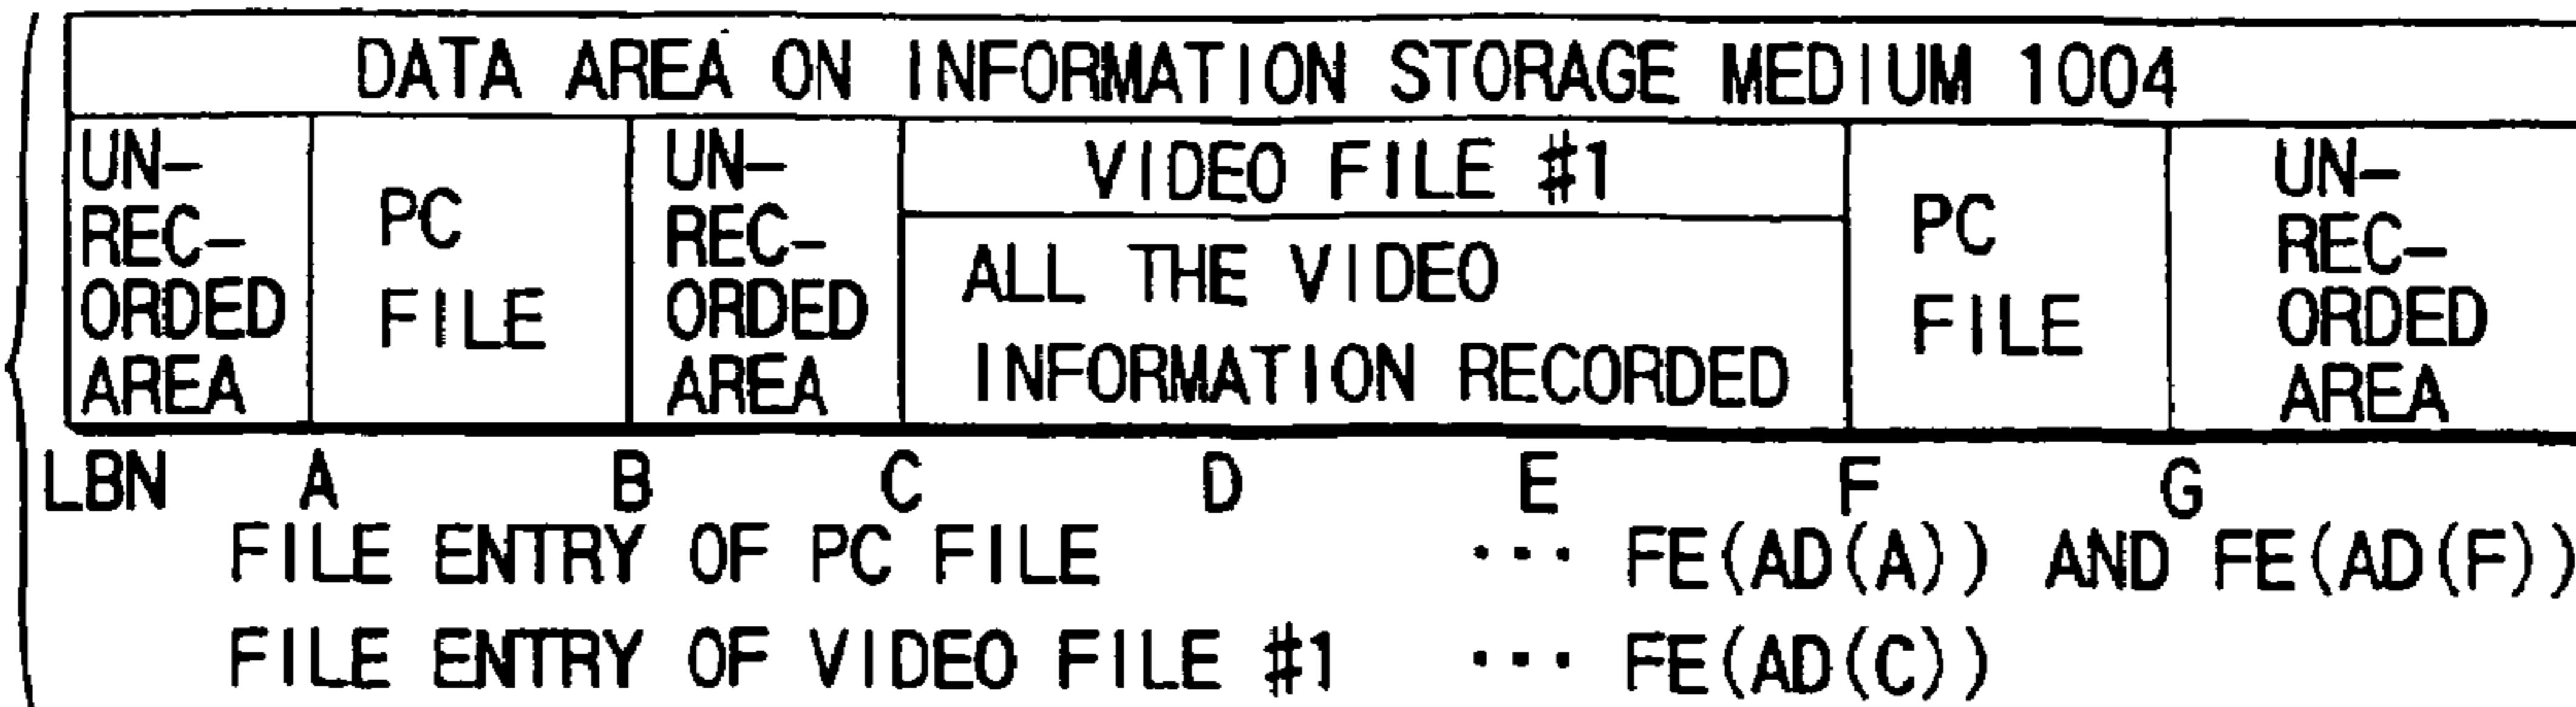 DATA AREA ON INFORMATION STORAGE MEDIUM 1004
UN-
REC-
ORDED
AREA
PC
FILE
UN-
REC-
ORDED
AREA
VIDEO FILE #1
ALL THE VIDEO
INFORMATION RECORDED
PC
FILE
UN-
REC-
ORDED
AREA
LBN A B C D E F G
FILE ENTRY OF PC FILE ··· FE(AD(A)) AND FE(AD(F))
FILE ENTRY OF VIDEO FILE #1 ··· FE(AD(C))